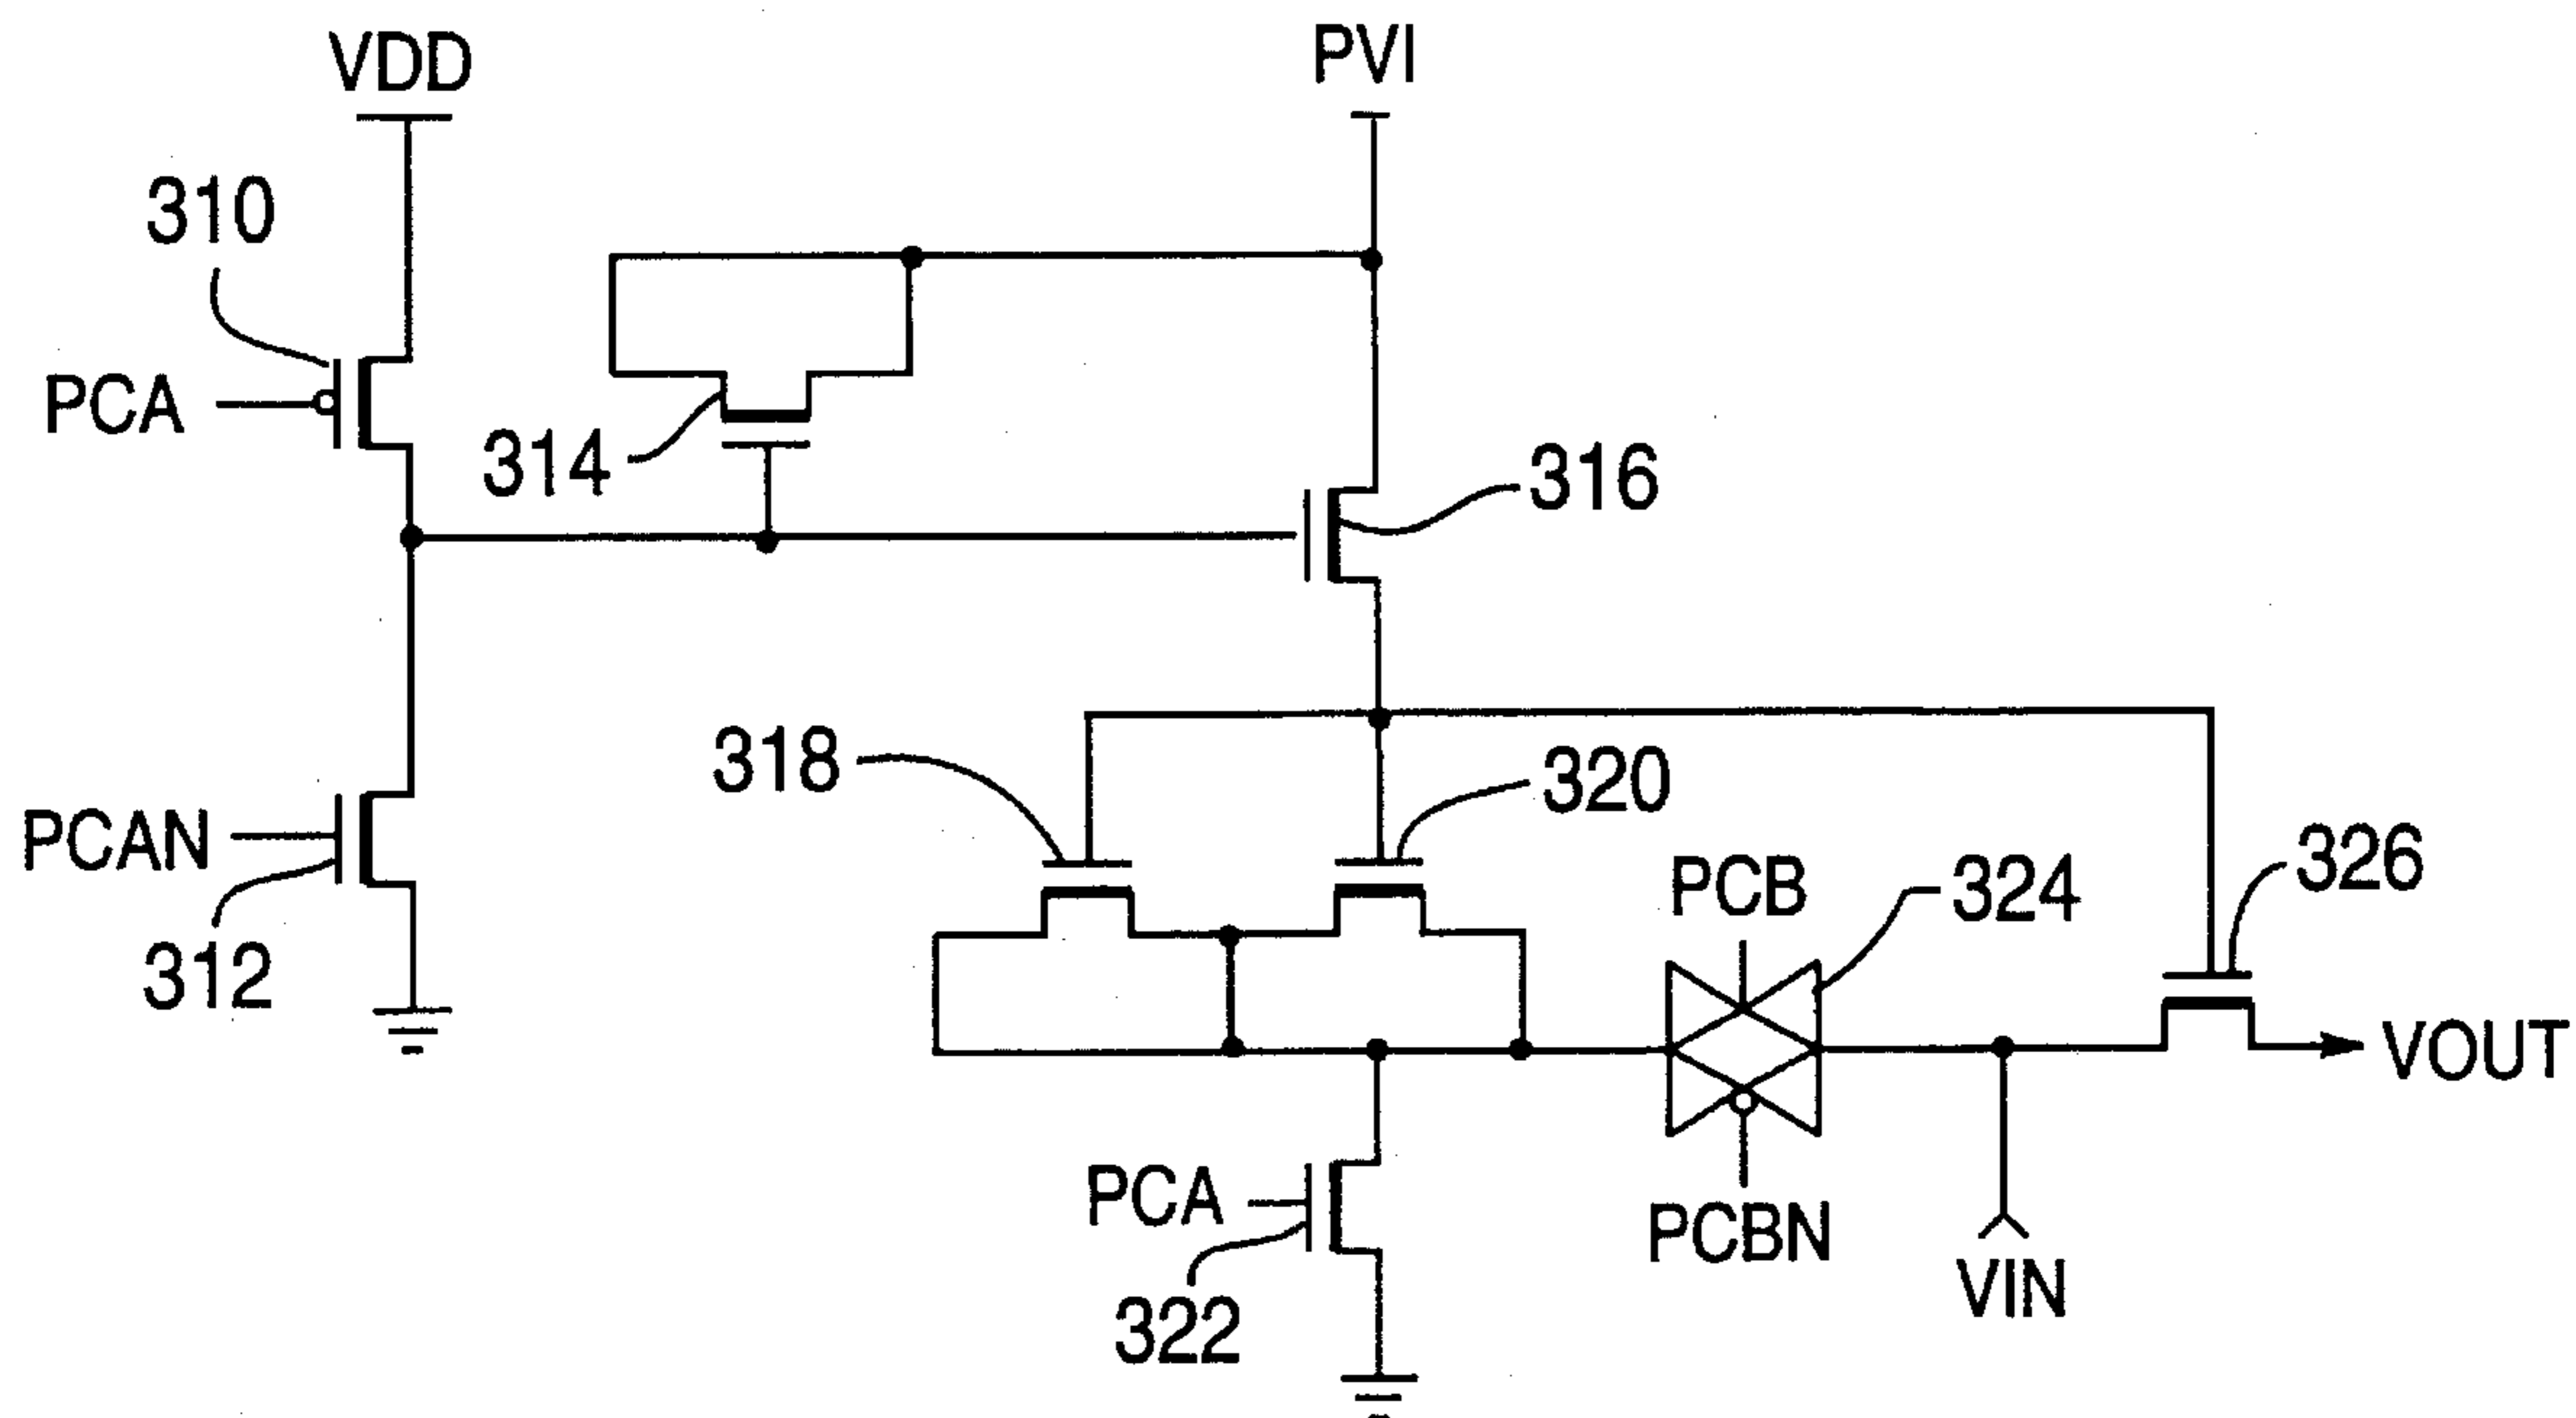 VDD
PVI
310
PCA
314
316
318
320
PCAN
312
PCB
324
326
VOUT
PCA
322
PCBN
VIN